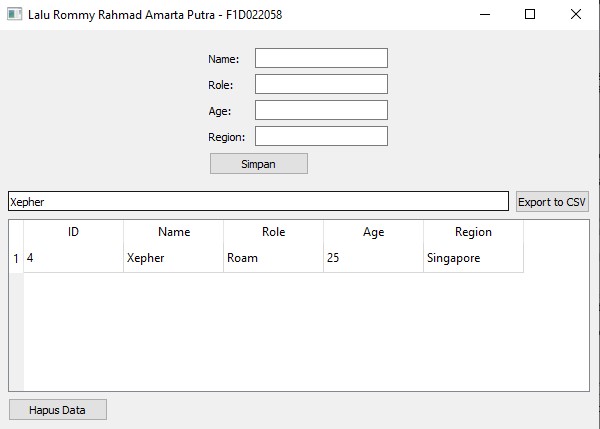 Lalu Rommy Rahmad Amarta Putra - F1D022058
Name:
Role:
Age:
Region:
Simpan
Xepher
Export to CSV
ID Name Role Age Region
1 4 Xepher Roam 25 Singapore
Hapus Data